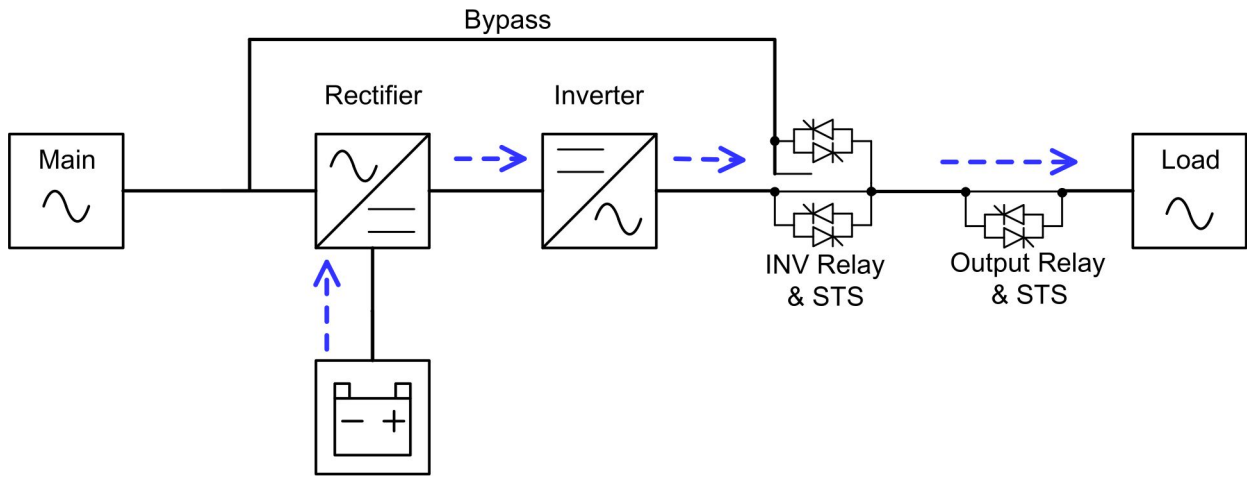 Bypass
Rectifier
Inverter
Main
Load
INV Relay
& STS
Output Relay
& STS